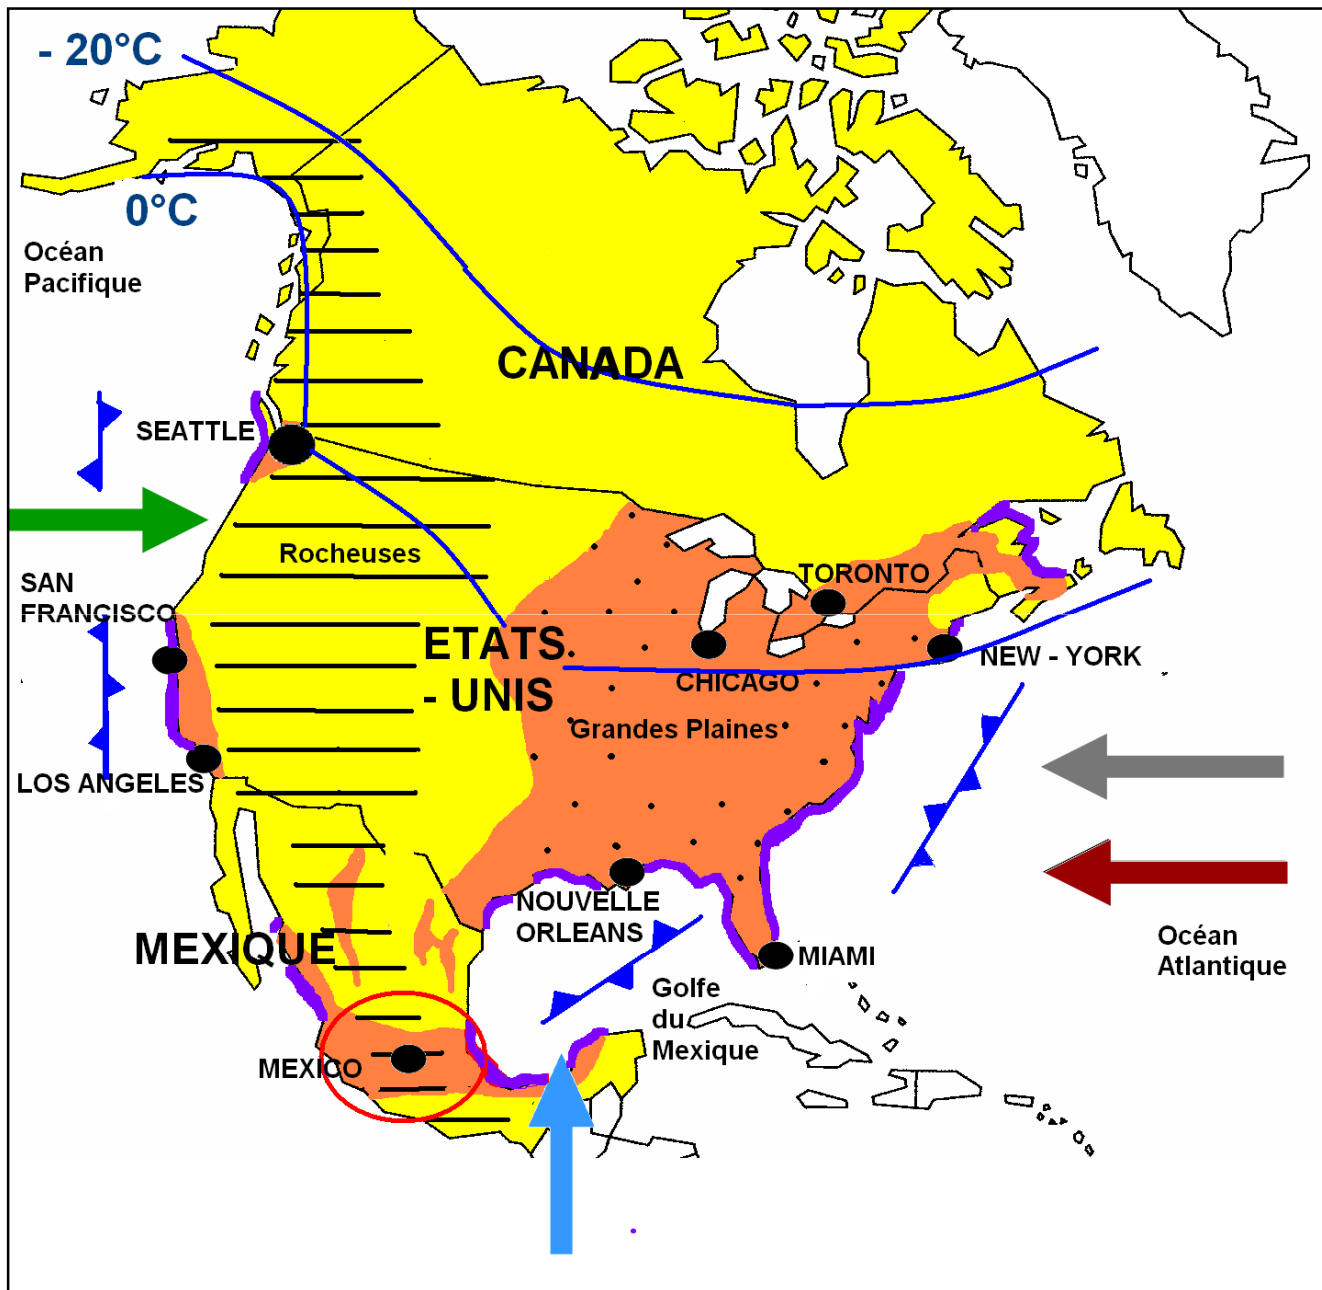 - 20°C
0°C
Océan
Pacifique
CANADA
SEATTLE
Rocheuses
SAN
FRANCISCO
TORONTO
ETATS
- UNIS
NEW - YORK
CHICAGO
Grandes Plaines
LOS ANGELES
NOUVELLE
ORLEANS
MEXIQUE
MIAMI
Océan
Atlantique
Golfe
du
Mexique
MEXICO